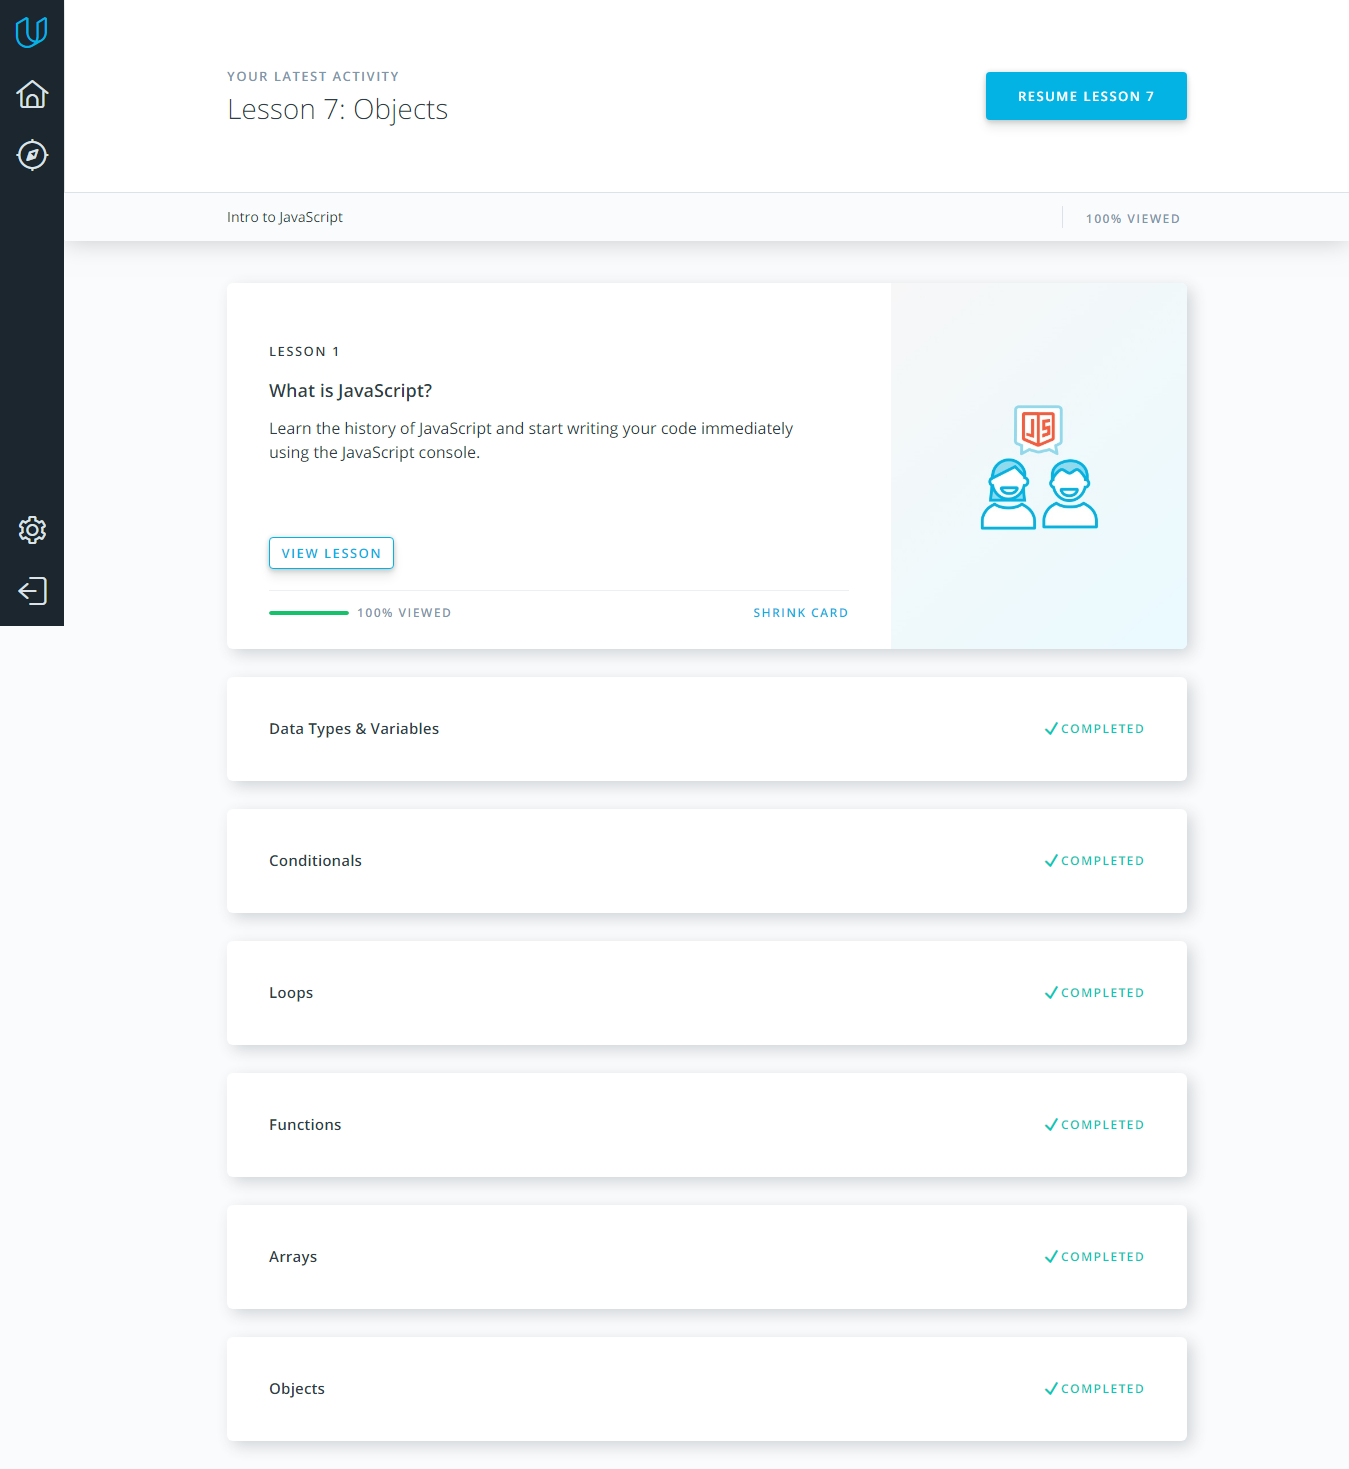 YOUR LATEST ACTIVITY
Lesson 7: Objects
RESUME LESSON 7
Intro to JavaScript
100% VIEWED
LESSON 1
What is JavaScript?
Learn the history of JavaScript and start writing your code immediately
using the JavaScript console.
JS
VIEW LESSON
100% VIEWED
SHRINK CARD
Data Types & Variables
COMPLETED
Conditionals
COMPLETED
Loops
COMPLETED
Functions
COMPLETED
Arrays
COMPLETED
Objects
COMPLETED